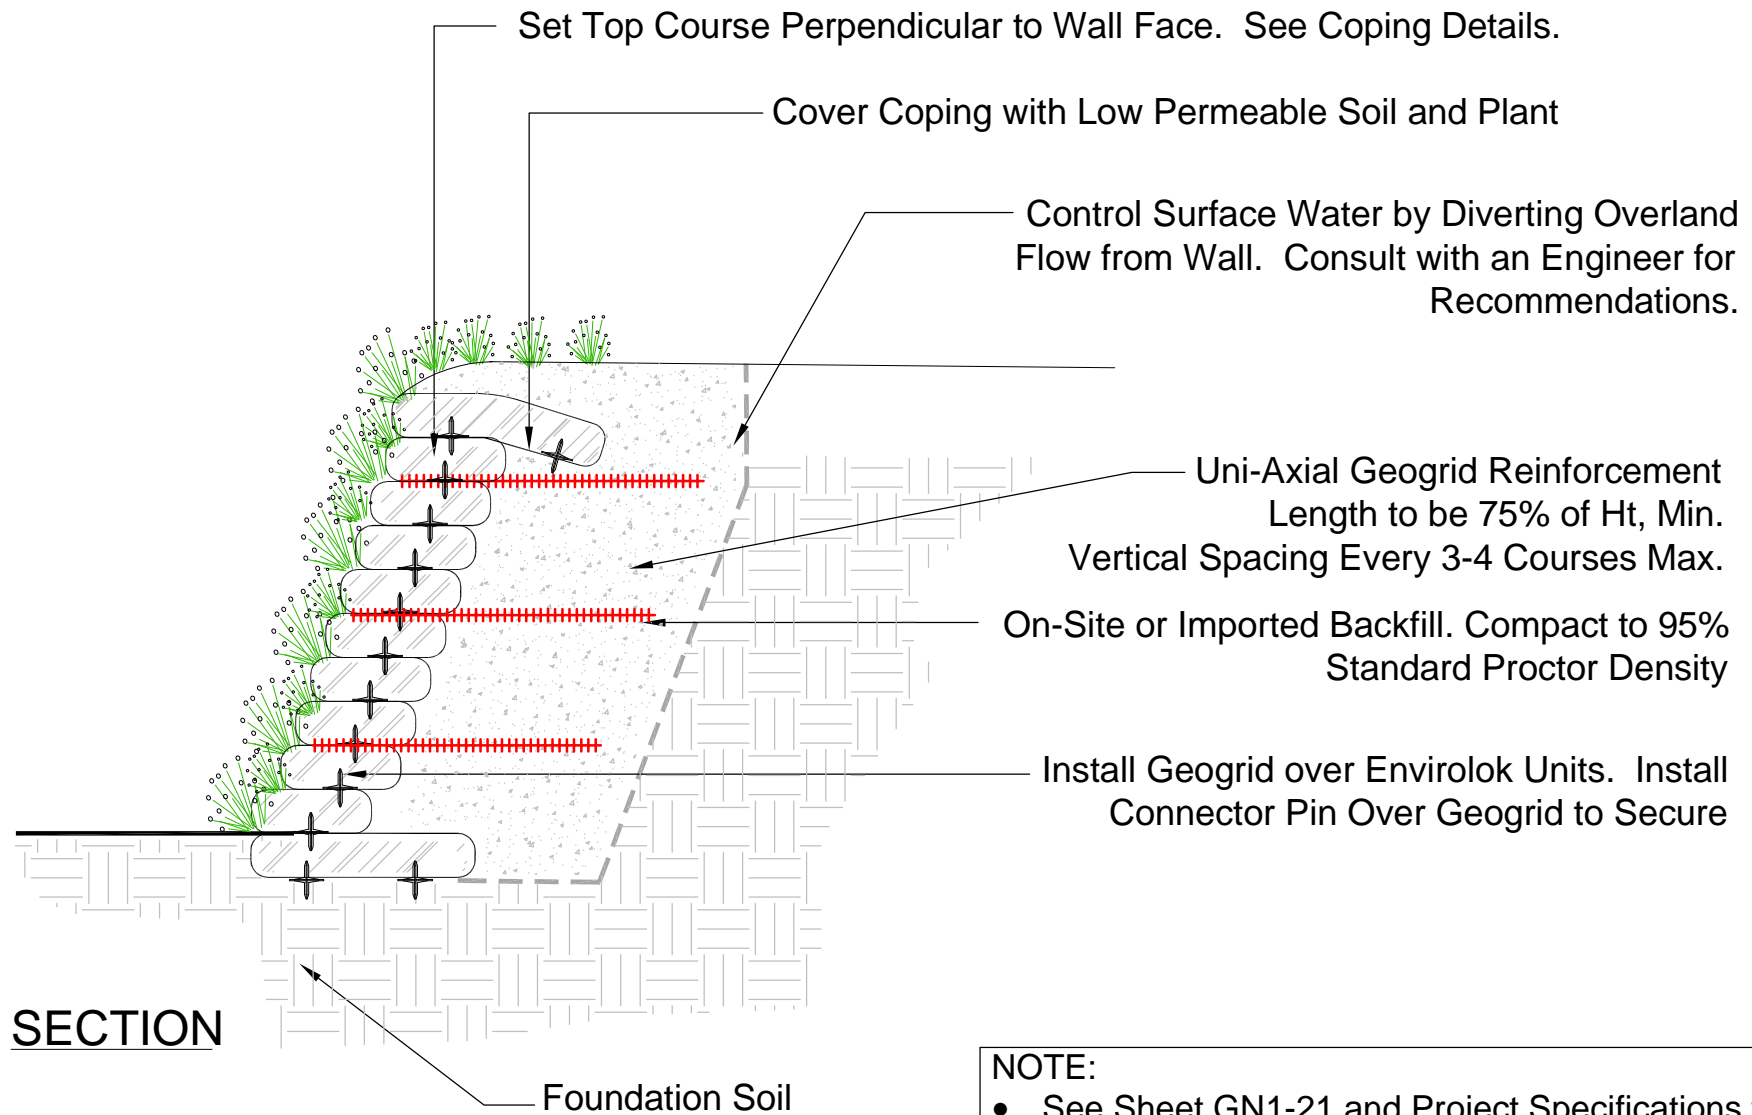 Set Top Course Perpendicular to Wall Face.  See Coping Details.
Cover Coping with Low Permeable Soil and Plant
Control Surface Water by Diverting Overland
Flow from Wall.  Consult with an Engineer for
Recommendations.
Uni-Axial Geogrid Reinforcement
Length to be 75% of Ht, Min.
Vertical Spacing Every 3-4 Courses Max.
On-Site or Imported Backfill. Compact to 95%
Standard Proctor Density
Install Geogrid over Envirolok Units.  Install
Connector Pin Over Geogrid to Secure
SECTION
Foundation Soil
NOTE:
• See Sheet GN1-21 and Project Specifications